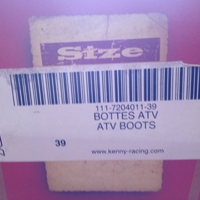 Size
111-7204011-39
BOTTES ATV
ATV BOOTS
39
www.kenny-racing.com